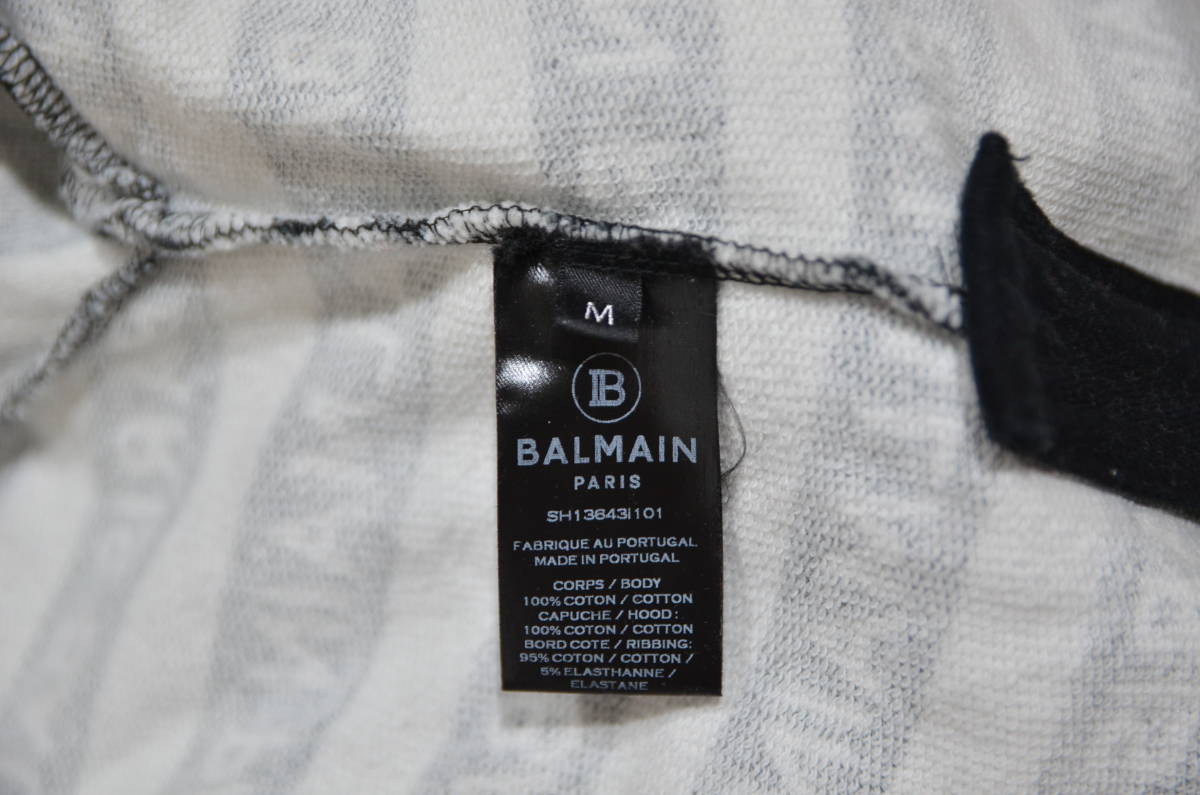 M
B
BALMAIN
PARIS
SH13643I101
FABRIQUE AU PORTUGAL
MADE IN PORTUGAL
CORPS / BODY
100% COTON / COTTON
CAPUCHE / HOOD:
100% COTON / COTTON
BORD COTE / RIBBING:
95% COTON / COTTON /
5% ELASTHANNE /
ELASTANE